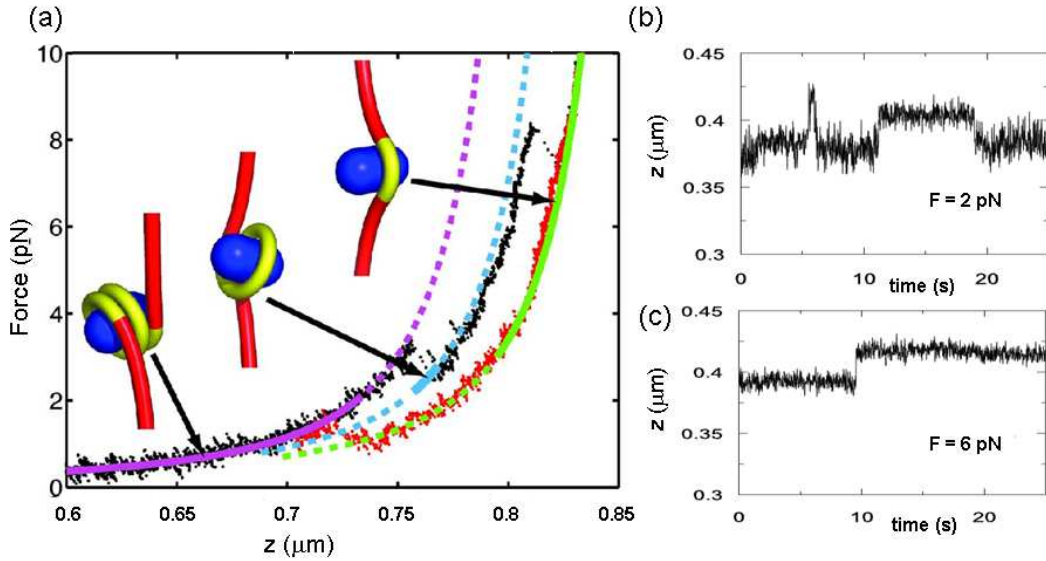 (a)
10
8
6
4
2
0
Force (pN)
0.6 0.65 0.7 0.75 0.8 0.85
z (μm)
(b)
0.45
0.4
0.35
0.3
z (μm)
F = 2 pN
0 10 20
time (s)
(c)
0.45
0.4
0.35
0.3
z (μm)
F = 6 pN
0 10 20
time (s)